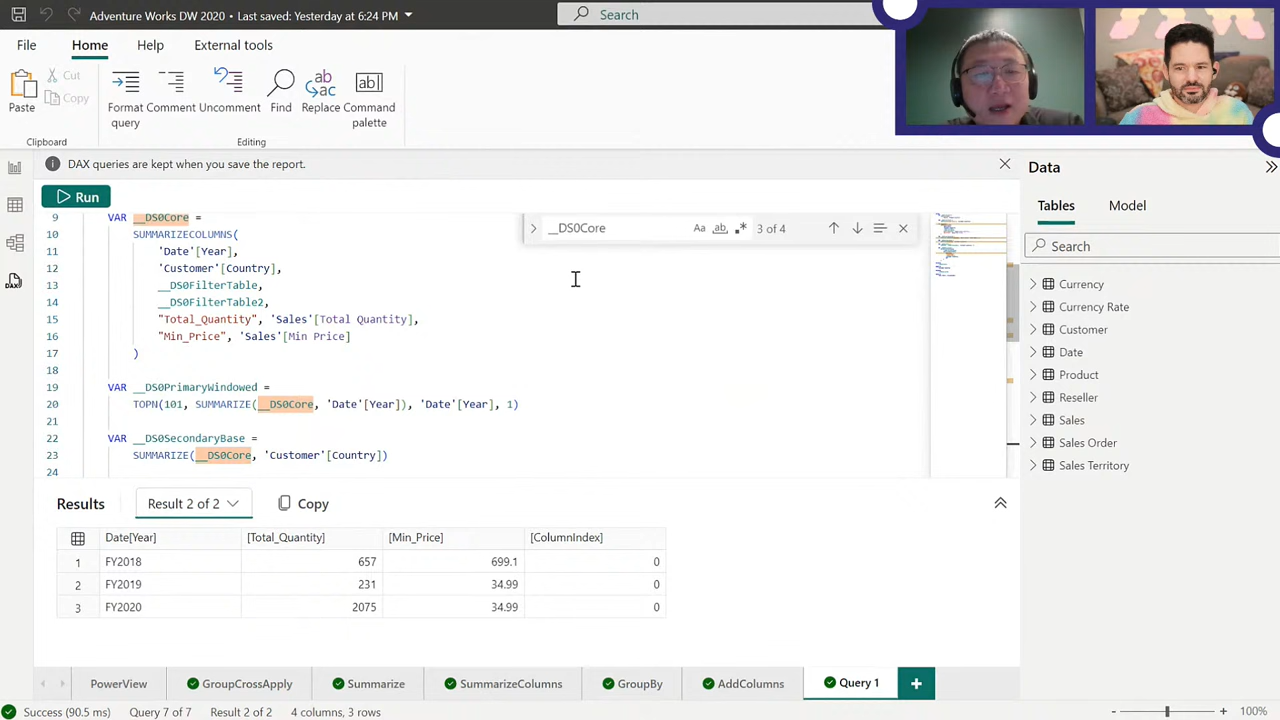 Adventure Works DW 2020 • Last saved: Yesterday at 6:24 PM
Search
File Home Help External tools
Paste
Cut
Copy
Format query
Comment
Uncomment
Find
Replace
Command palette
Clipboard
Editing
DAX queries are kept when you save the report.
Run
__DS0Core
3 of 4
9 VAR __DS0Core =
10 SUMMARIZECOLUMNS(
11 'Date'[Year],
12 'Customer'[Country],
13 __DS0FilterTable,
14 __DS0FilterTable2,
15 "Total_Quantity", 'Sales'[Total Quantity],
16 "Min_Price", 'Sales'[Min Price]
17 )
18
19 VAR __DS0PrimaryWindowed =
20 TOPN(101, SUMMARIZE(__DS0Core, 'Date'[Year]), 'Date'[Year], 1)
21
22 VAR __DS0SecondaryBase =
23 SUMMARIZE(__DS0Core, 'Customer'[Country])
24
Results
Result 2 of 2
Copy
Date[Year] [Total_Quantity] [Min_Price] [ColumnIndex]
1 FY2018 657 699.1 0
2 FY2019 231 34.99 0
3 FY2020 2075 34.99 0
Data
Tables Model
Search
Currency
Currency Rate
Customer
Date
Product
Reseller
Sales
Sales Order
Sales Territory
PowerView GroupCrossApply Summarize SummarizeColumns GroupBy AddColumns Query 1
Success (90.5 ms) Query 7 of 7 Result 2 of 2 4 columns, 3 rows
100%